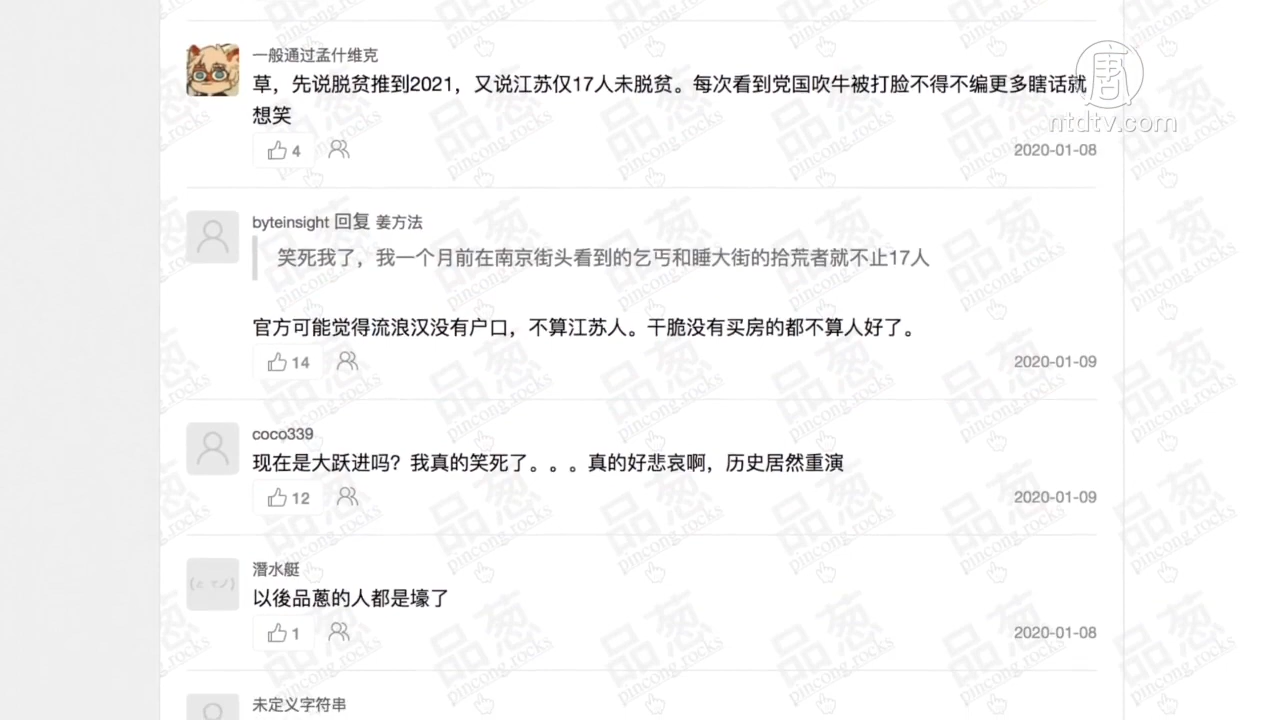 一般通过孟什维克
草，先说脱贫推到2021，又说江苏仅17人未脱贫。每次看到党国吹牛被打脸不得不编更多瞎话就
想笑
4
2020-01-08
唐
ntdtv.com
byteinsight 回复 姜方法
笑死我了，我一个月前在南京街头看到的乞丐和睡大街的拾荒者就不止17人
官方可能觉得流浪汉没有户口，不算江苏人。干脆没有买房的都不算人好了。
14
2020-01-09
coco339
现在是大跃进吗？我真的笑死了。。。真的好悲哀啊，历史居然重演
12
2020-01-09
潛水艇
以後品蔥的人都是壕了
1
2020-01-08
未定义字符串
品葱
pincong.rocks